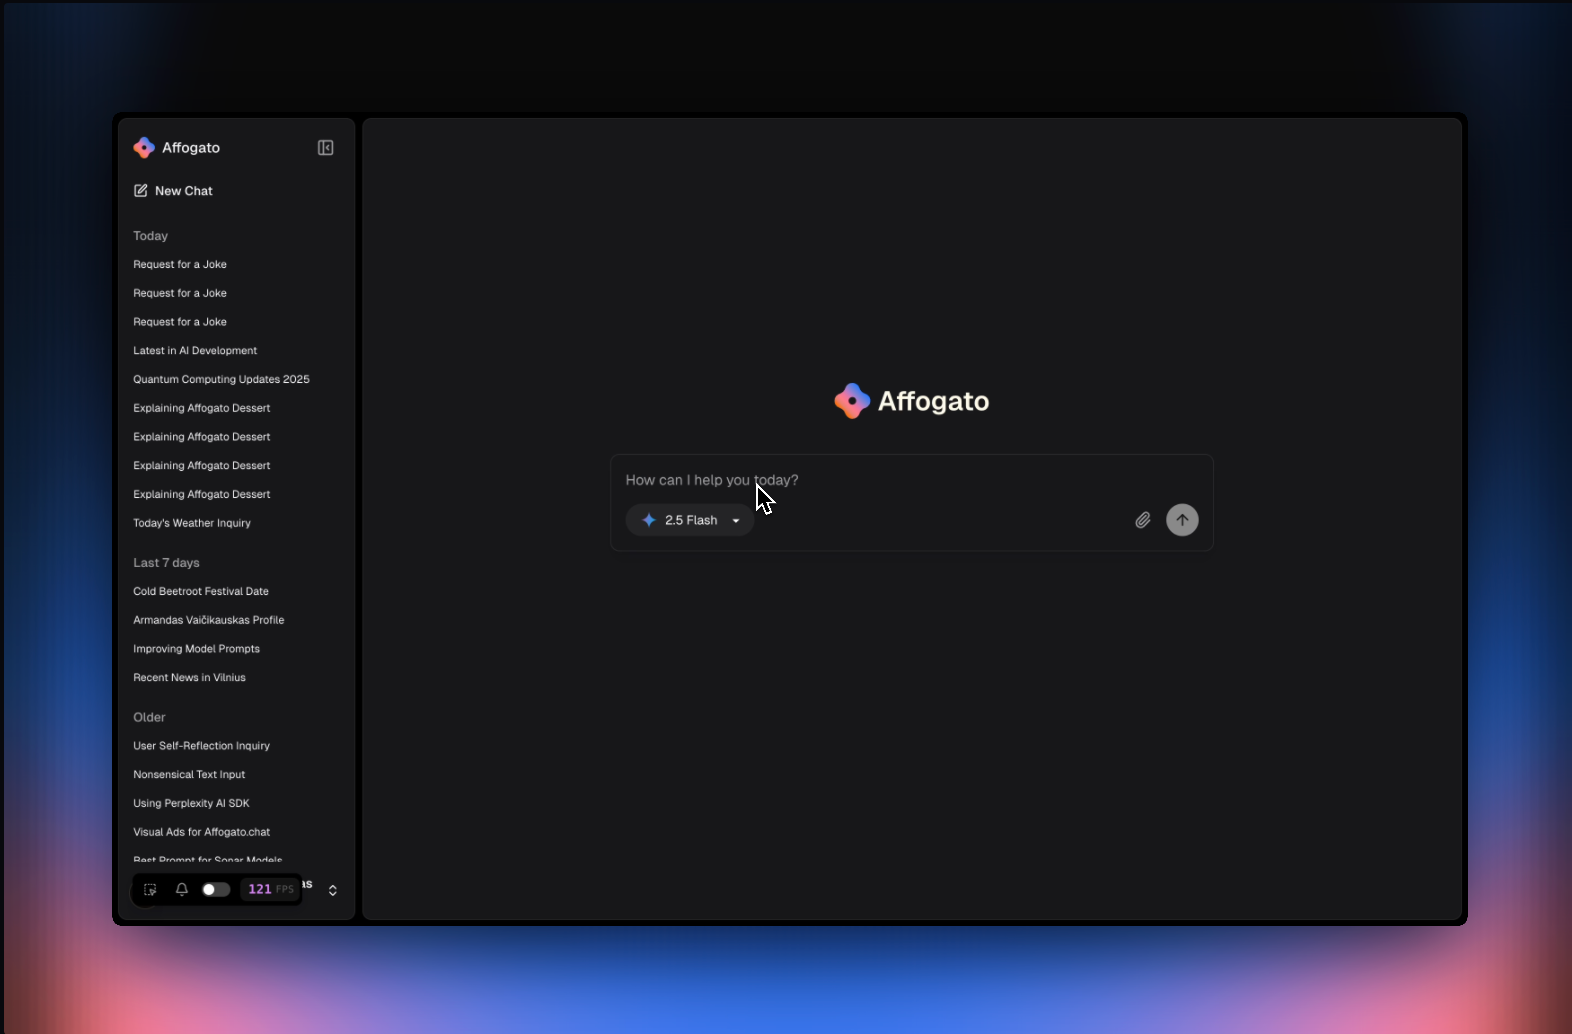 Affogato
New Chat
Today
Request for a Joke
Request for a Joke
Request for a Joke
Latest in AI Development
Quantum Computing Updates 2025
Explaining Affogato Dessert
Explaining Affogato Dessert
Explaining Affogato Dessert
Explaining Affogato Dessert
Today's Weather Inquiry
Last 7 days
Cold Beetroot Festival Date
Armandas Vaičikauskas Profile
Improving Model Prompts
Recent News in Vilnius
Older
User Self-Reflection Inquiry
Nonsensical Text Input
Using Perplexity AI SDK
Visual Ads for Affogato.chat
Best Prompt for Sonar Models
121 FPS
as
Affogato
How can I help you today?
2.5 Flash